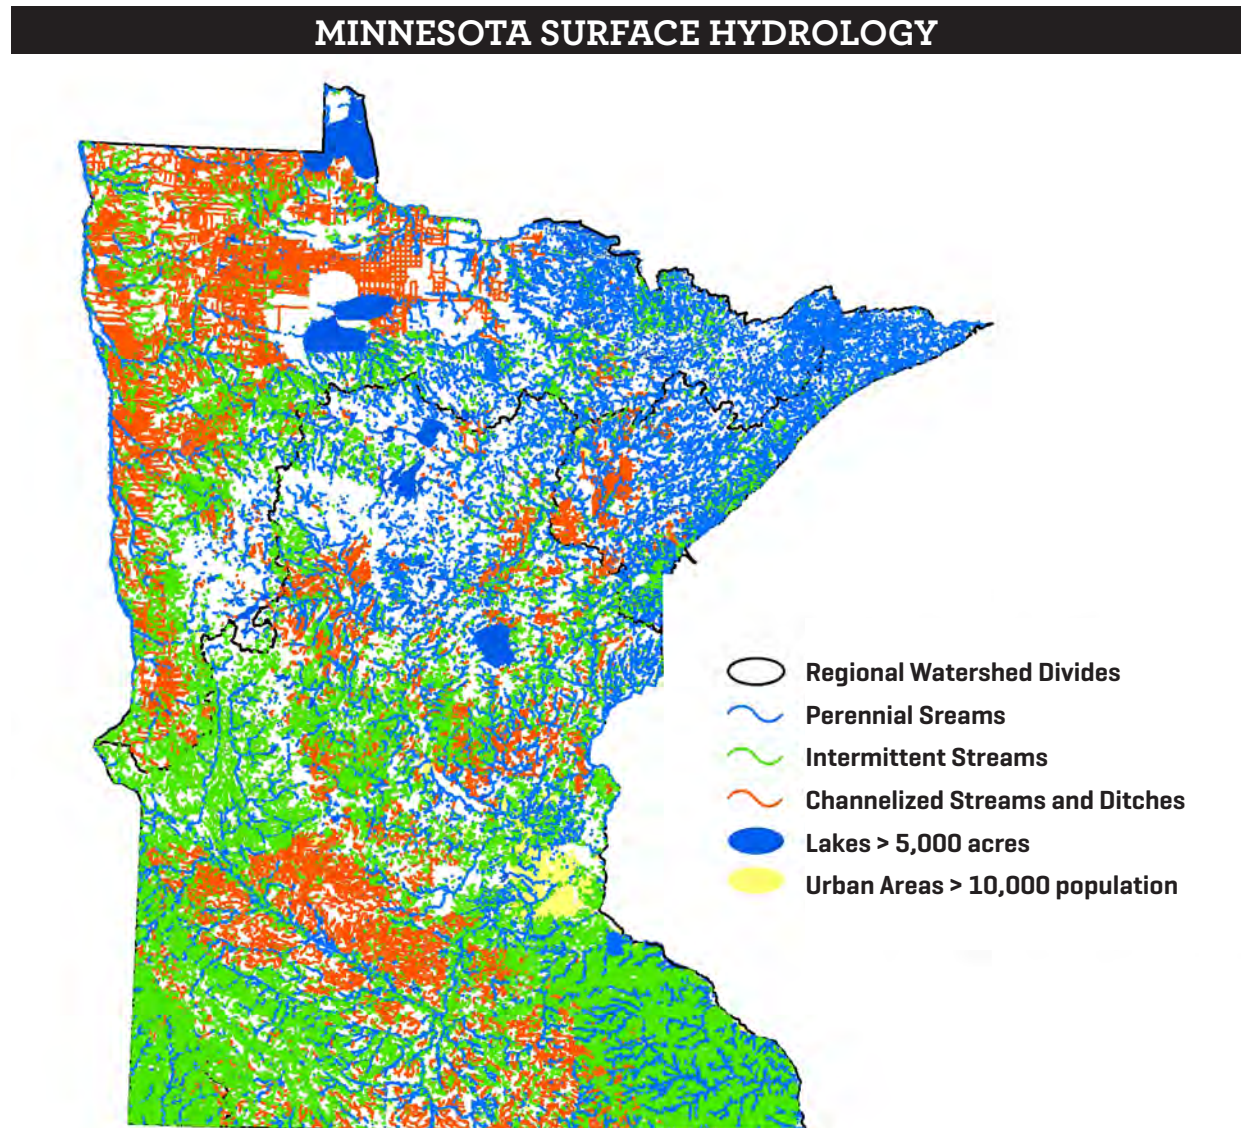 MINNESOTA SURFACE HYDROLOGY
Regional Watershed Divides
Perennial Sreams
Intermittent Streams
Channelized Streams and Ditches
Lakes > 5,000 acres
Urban Areas > 10,000 population